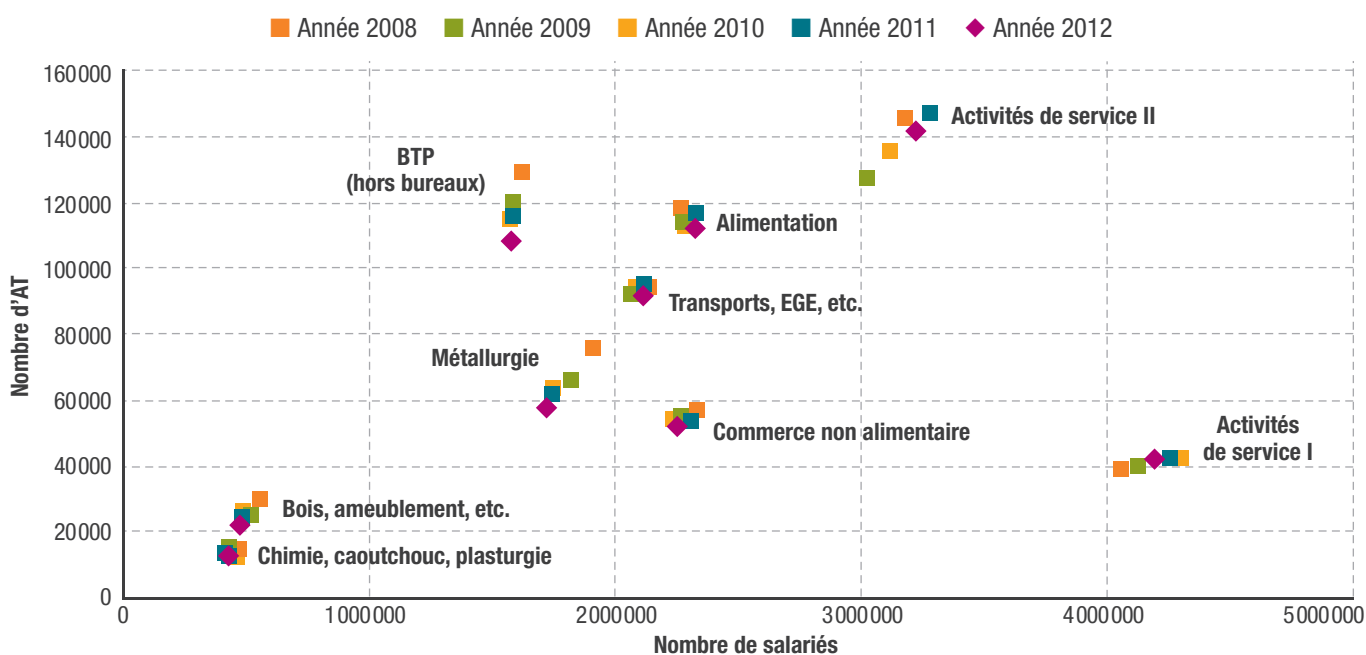 Année 2008 Année 2009 Année 2010 Année 2011 Année 2012
Nombre d'AT
160000
140000
120000
100000
80000
60000
40000
20000
0
Activités de service II
BTP
(hors bureaux)
Alimentation
Transports, EGE, etc.
Métallurgie
Commerce non alimentaire
Activités
de service I
Bois, ameublement, etc.
Chimie, caoutchouc, plasturgie
0 1000000 2000000 3000000 4000000 5000000
Nombre de salariés